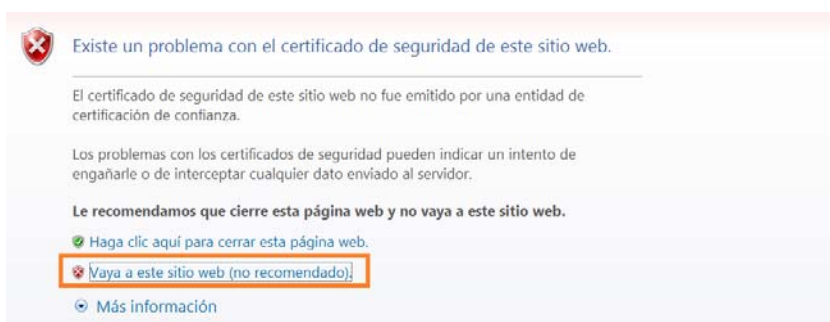 Existe un problema con el certificado de seguridad de este sitio web.
El certificado de seguridad de este sitio web no fue emitido por una entidad de
certificación de confianza.
Los problemas con los certificados de seguridad pueden indicar un intento de
engañarle o de interceptar cualquier dato enviado al servidor.
Le recomendamos que cierre esta página web y no vaya a este sitio web.
Haga clic aquí para cerrar esta página web.
Vaya a este sitio web (no recomendado).
Más información